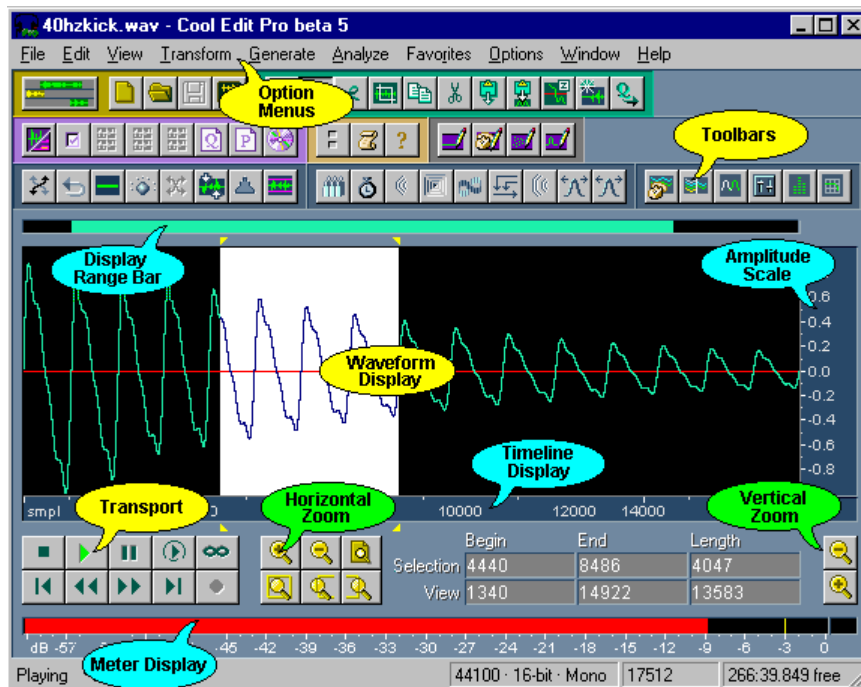 40hzkick.wav - Cool Edit Pro beta 5
File Edit View Transform Generate Analyze Favorites Options Window Help
Option
Menus
Toolbars
Display
Range Bar
Amplitude
Scale
0.6
0.4
0.2
0.0
-0.2
-0.4
-0.6
-0.8
Waveform
Display
Timeline
Display
smpl 10000 12000 14000
Transport
Horizontal
Zoom
Vertical
Zoom
Begin End Length
Selection 4440 8486 4047
View 1340 14922 13583
dB -57 -45 -42 -39 -36 -33 -30 -27 -24 -21 -18 -15 -12 -9 -6 -3 0
Meter Display
Playing 44100 · 16-bit · Mono 17512 266:39.849 free